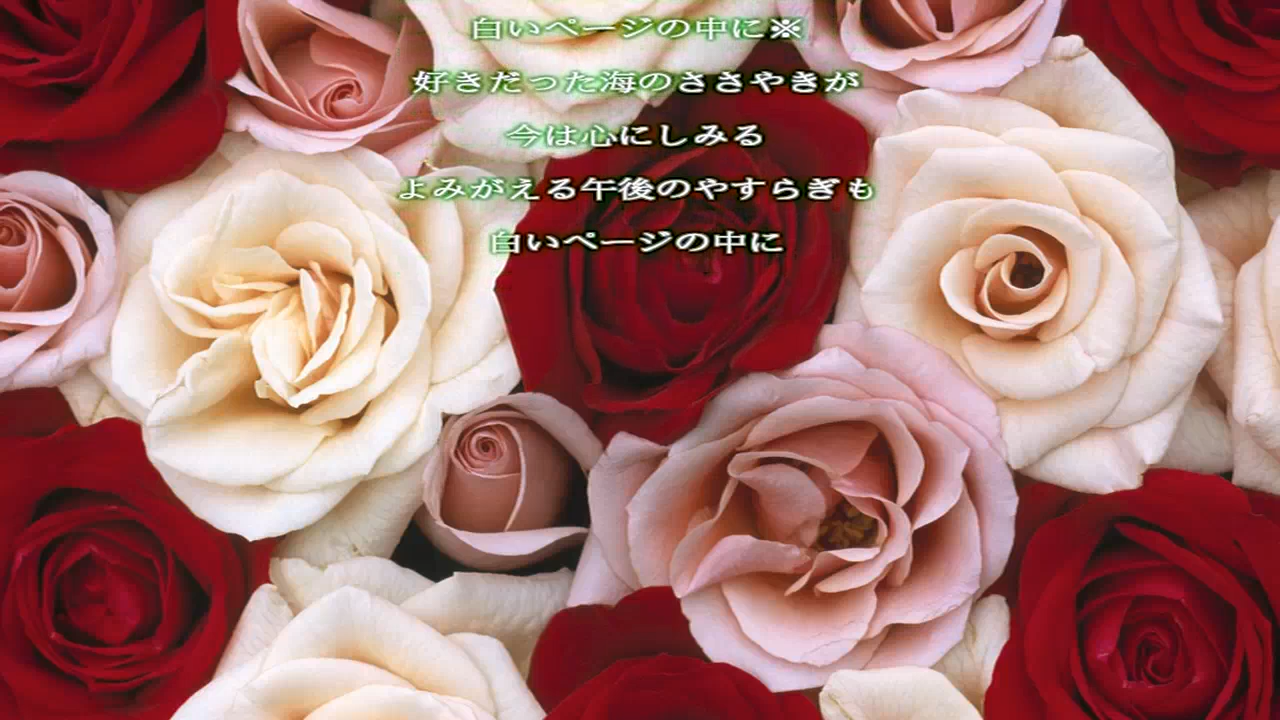 白いページの中に※
好きだった海のささやきが
今は心にしみる
よみがえる午後のやすらぎも
白いページの中に